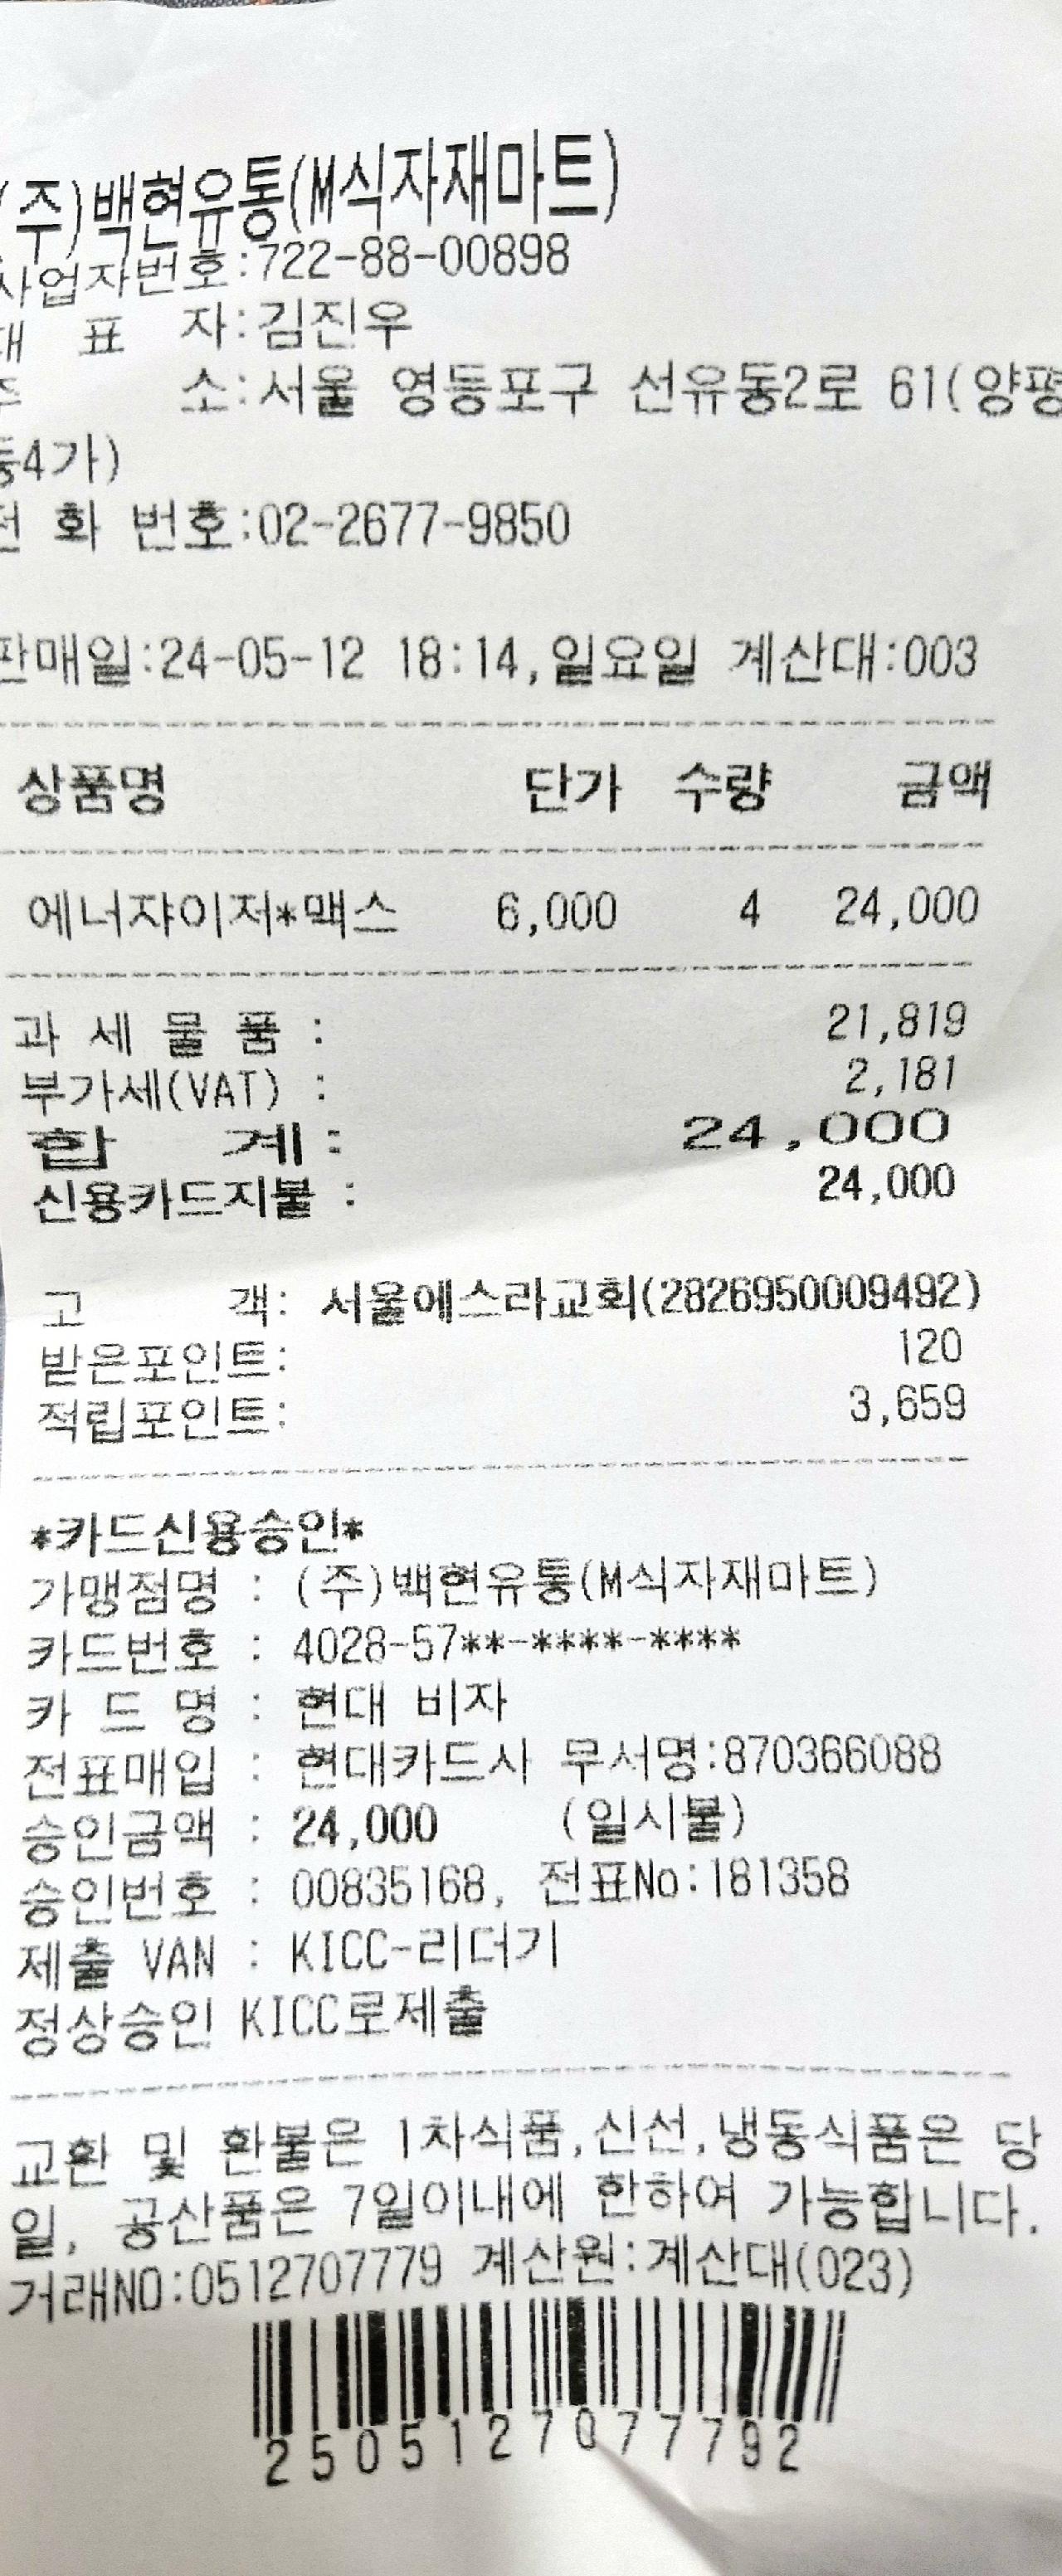 (주)백현유통(M식자재마트)
사업자번호:722-88-00898
대 표 자:김진우
주 소:서울 영등포구 선유동2로 61(양평
동4가)
전 화 번호:02-2677-9850
판매일:24-05-12 18:14,일요일 계산대:003
상품명 단가 수량 금액
에너쟈이저*맥스 6,000 4 24,000
과 세 물 품 : 21,819
부가세(VAT) : 2,181
합 계: 24,000
신용카드지불 : 24,000
고 객: 서울에스라교회(2826950009492)
받은포인트: 120
적립포인트: 3,659
*카드신용승인*
가맹점명 : (주)백현유통(M식자재마트)
카드번호 : 4028-57**-****-****
카 드 명 : 현대 비자
전표매입 : 현대카드사 무서명:870366088
승인금액 : 24,000 (일시불)
승인번호 : 00835168, 전표No:181358
제출 VAN : KICC-리더기
정상승인 KICC로제출
교환 및 환불은 1차식품,신선,냉동식품은 당
일, 공산품은 7일이내에 한하여 가능합니다.
거래NO:0512707779 계산원:계산대(023)
2505127077792